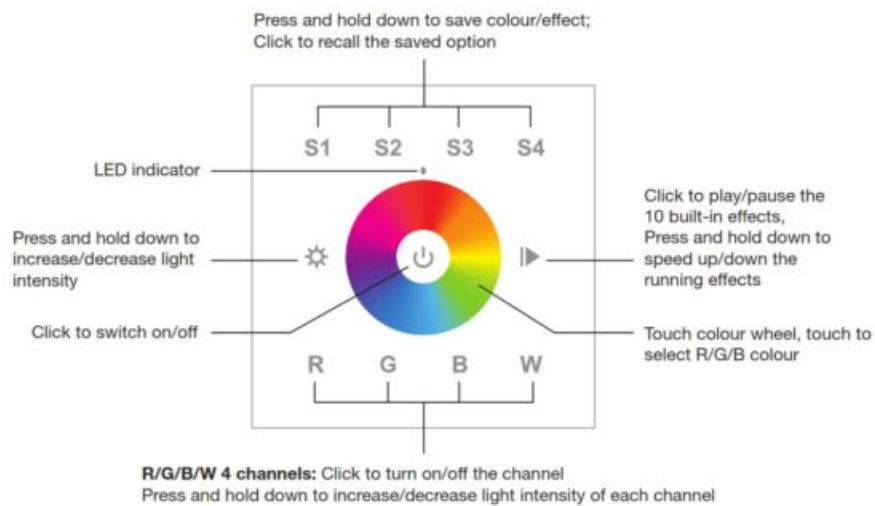 Press and hold down to save colour/effect;
Click to recall the saved option
S1 S2 S3 S4
LED indicator
Click to play/pause the
10 built-in effects,
Press and hold down to
speed up/down the
running effects
Press and hold down to
increase/decrease light
intensity
Click to switch on/off
Touch colour wheel, touch to
select R/G/B colour
R G B W
R/G/B/W 4 channels: Click to turn on/off the channel
Press and hold down to increase/decrease light intensity of each channel